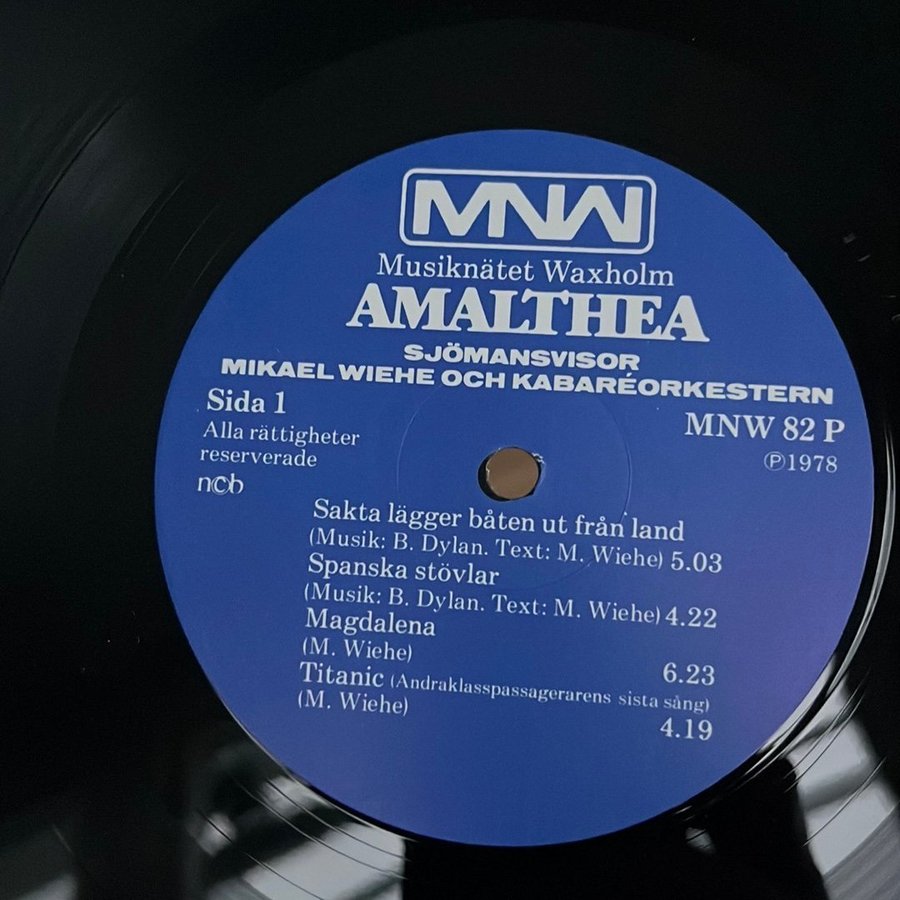 MNW
Musiknätet Waxholm
AMALTHEA
SJÖMANSVISOR
MIKAEL WIEHE OCH KABARÉORKESTERN
Sida 1
MNW 82 P
Alla rättigheter
reserverade
℗1978
ncb
Sakta lägger båten ut från land
(Musik: B. Dylan. Text: M. Wiehe) 5.03
Spanska stövlar
(Musik: B. Dylan. Text: M. Wiehe) 4.22
Magdalena
(M. Wiehe) 6.23
Titanic (Andraklasspassagerarens sista sång)
(M. Wiehe) 4.19